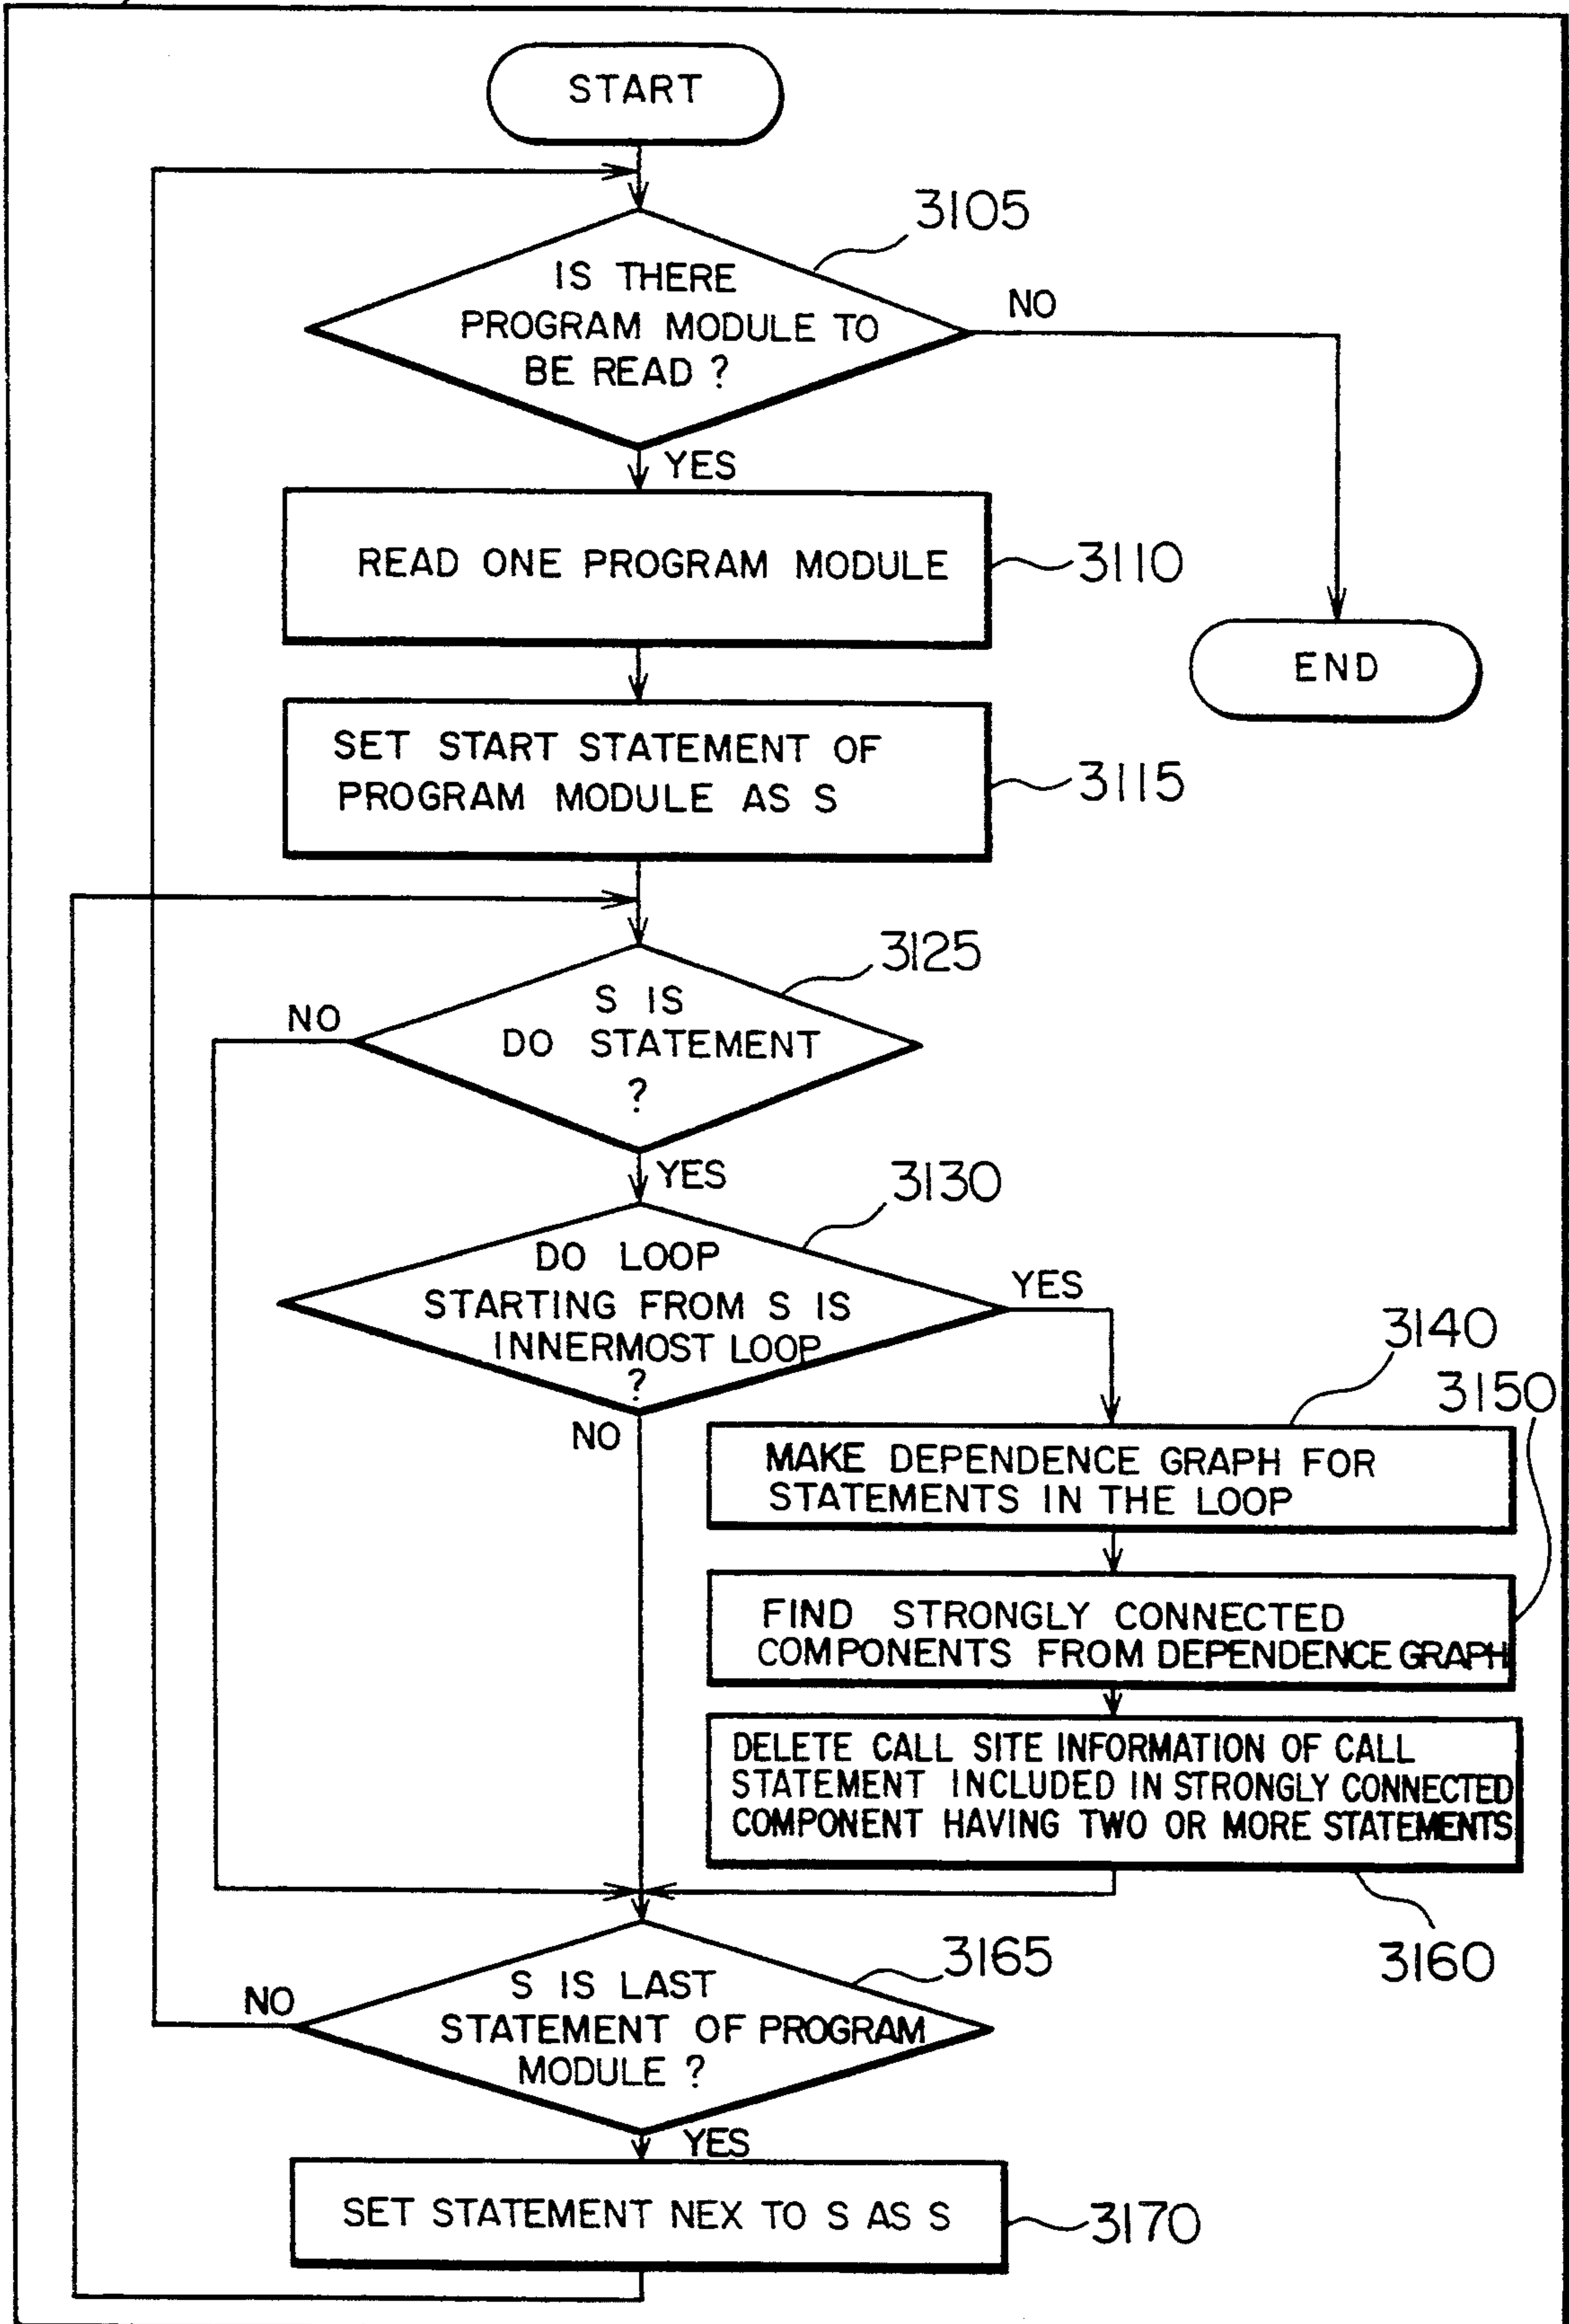 START
3105
IS THERE
PROGRAM MODULE TO
BE READ ?
NO
YES
READ ONE PROGRAM MODULE
3110
END
SET START STATEMENT OF
PROGRAM MODULE AS S
3115
3125
S IS
DO STATEMENT
?
NO
YES
3130
DO LOOP
STARTING FROM S IS
INNERMOST LOOP
?
YES
NO
3140
3150
MAKE DEPENDENCE GRAPH FOR
STATEMENTS IN THE LOOP
FIND STRONGLY CONNECTED
COMPONENTS FROM DEPENDENCE GRAPH
DELETE CALL SITE INFORMATION OF CALL
STATEMENT INCLUDED IN STRONGLY CONNECTED
COMPONENT HAVING TWO OR MORE STATEMENTS
3160
3165
S IS LAST
STATEMENT OF PROGRAM
MODULE ?
NO
YES
SET STATEMENT NEX TO S AS S
3170